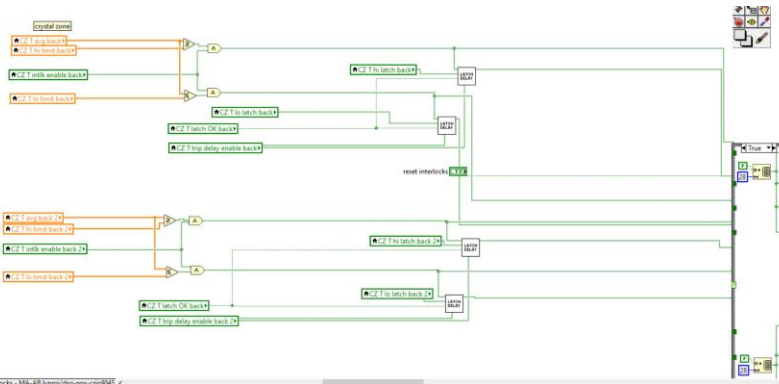 crystal zone
CZ T avg back
CZ T hi limit back
CZ T intlk enable back
CZ T lo limit back
CZ T hi latch back
LATCH
DELAY
CZ T lo latch back
CZ T latch OK back
LATCH
DELAY
CZ T trip delay enable back
reset interlocks
True
F
28
CZ T avg back 2
CZ T hi limit back 2
CZ T intlk enable back 2
CZ T lo limit back 2
CZ T hi latch back 2
LATCH
DELAY
CZ T lo latch back 2
CZ T latch OK back
LATCH
DELAY
CZ T trip delay enable back 2
F
28